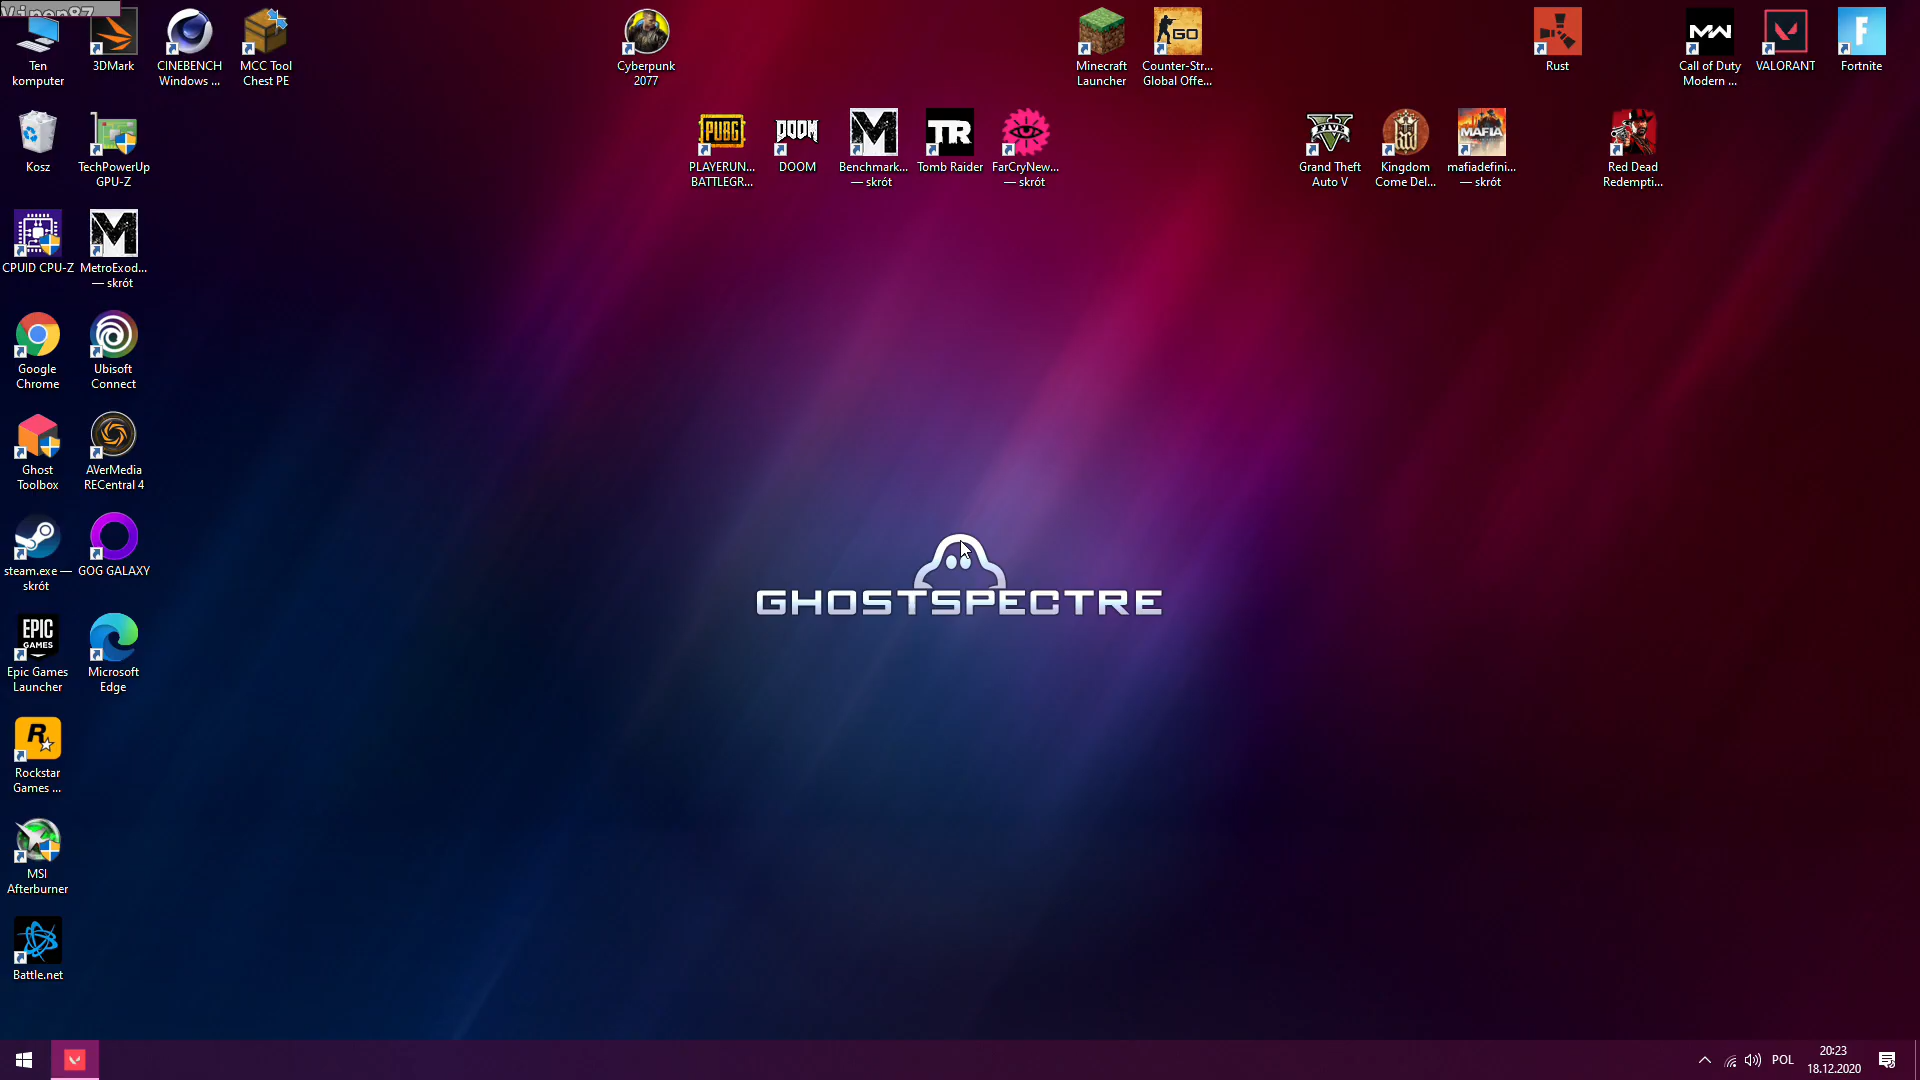 Viper87
Ten
komputer
3DMark
CINEBENCH
Windows ...
MCC Tool
Chest PE
Cyberpunk
2077
Minecraft
Launcher
GO
Counter-Str...
Global Offe...
Rust
MW
Call of Duty
Modern ...
VALORANT
F
Fortnite
Kosz
TechPowerUp
GPU-Z
PUBG
PLAYERUN...
BATTLEGR...
DOOM
DOOM
M
Benchmark...
— skrót
TR
Tomb Raider
FarCryNew...
— skrót
V
FIVE
Grand Theft
Auto V
Kingdom
Come Del...
MAFIA
mafiadefini...
— skrót
Red Dead
Redempti...
CPUID CPU-Z
M
MetroExod...
— skrót
Google
Chrome
Ubisoft
Connect
Ghost
Toolbox
AVerMedia
RECentral 4
steam.exe —
skrót
GOG GALAXY
GHOSTSPECTRE
EPIC
GAMES
Epic Games
Launcher
Microsoft
Edge
R
Rockstar
Games ...
MSI
Afterburner
Battle.net
POL
20:23
18.12.2020